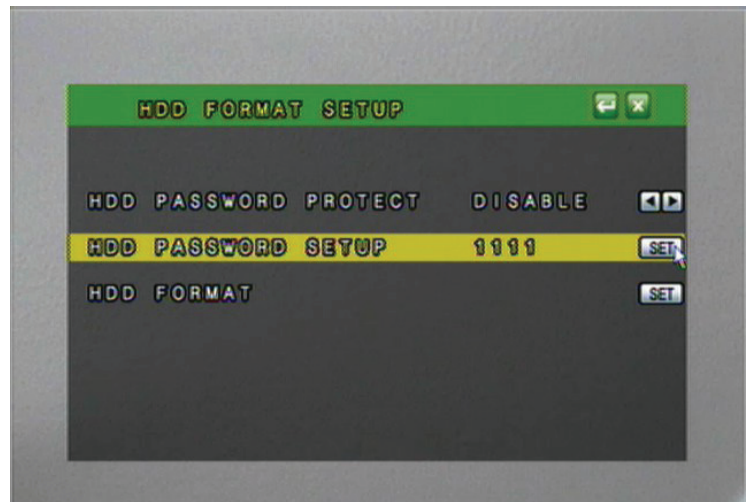 HDD FORMAT SETUP
HDD PASSWORD PROTECT DISABLE
HDD PASSWORD SETUP 1111 SET
HDD FORMAT SET